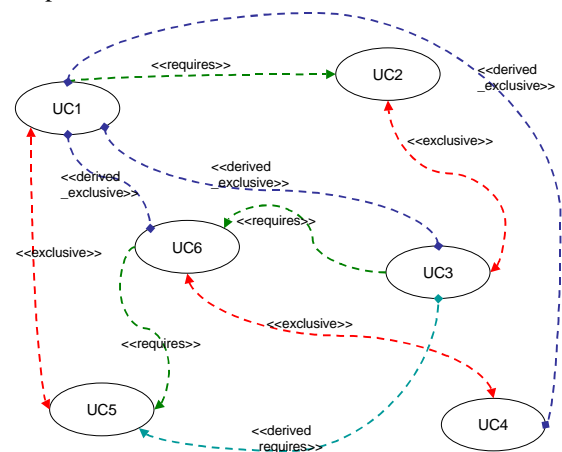 <<derived
_exclusive>>
<<requires>>
UC2
UC1
<<exclusive>>
<<derived
_exclusive>>
<<derived
_exclusive>>
<<requires>>
UC6
<<exclusive>>
UC3
<<exclusive>>
<<requires>>
UC5
UC4
<<derived
_requires>>